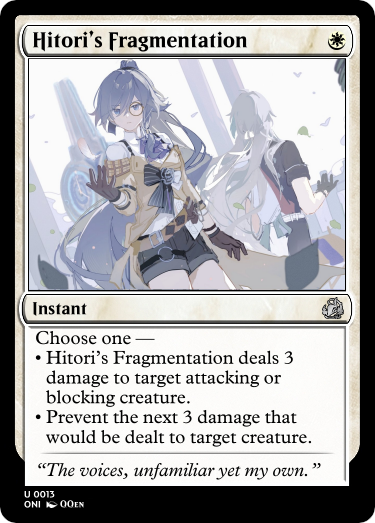 Hitori's Fragmentation
Instant
Choose one —
• Hitori's Fragmentation deals 3
damage to target attacking or
blocking creature.
• Prevent the next 3 damage that
would be dealt to target creature.
“The voices, unfamiliar yet my own.”
U 0013
ONI OOEN